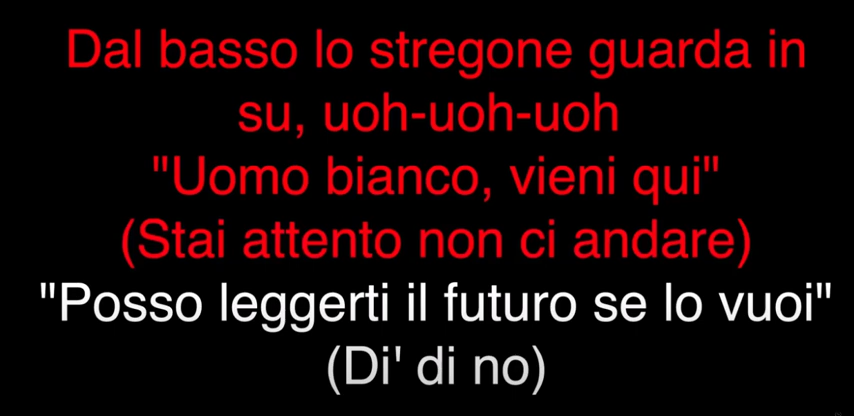 Dal basso lo stregone guarda in
su, uoh-uoh-uoh
"Uomo bianco, vieni qui"
(Stai attento non ci andare)
"Posso leggerti il futuro se lo vuoi"
(Di' di no)